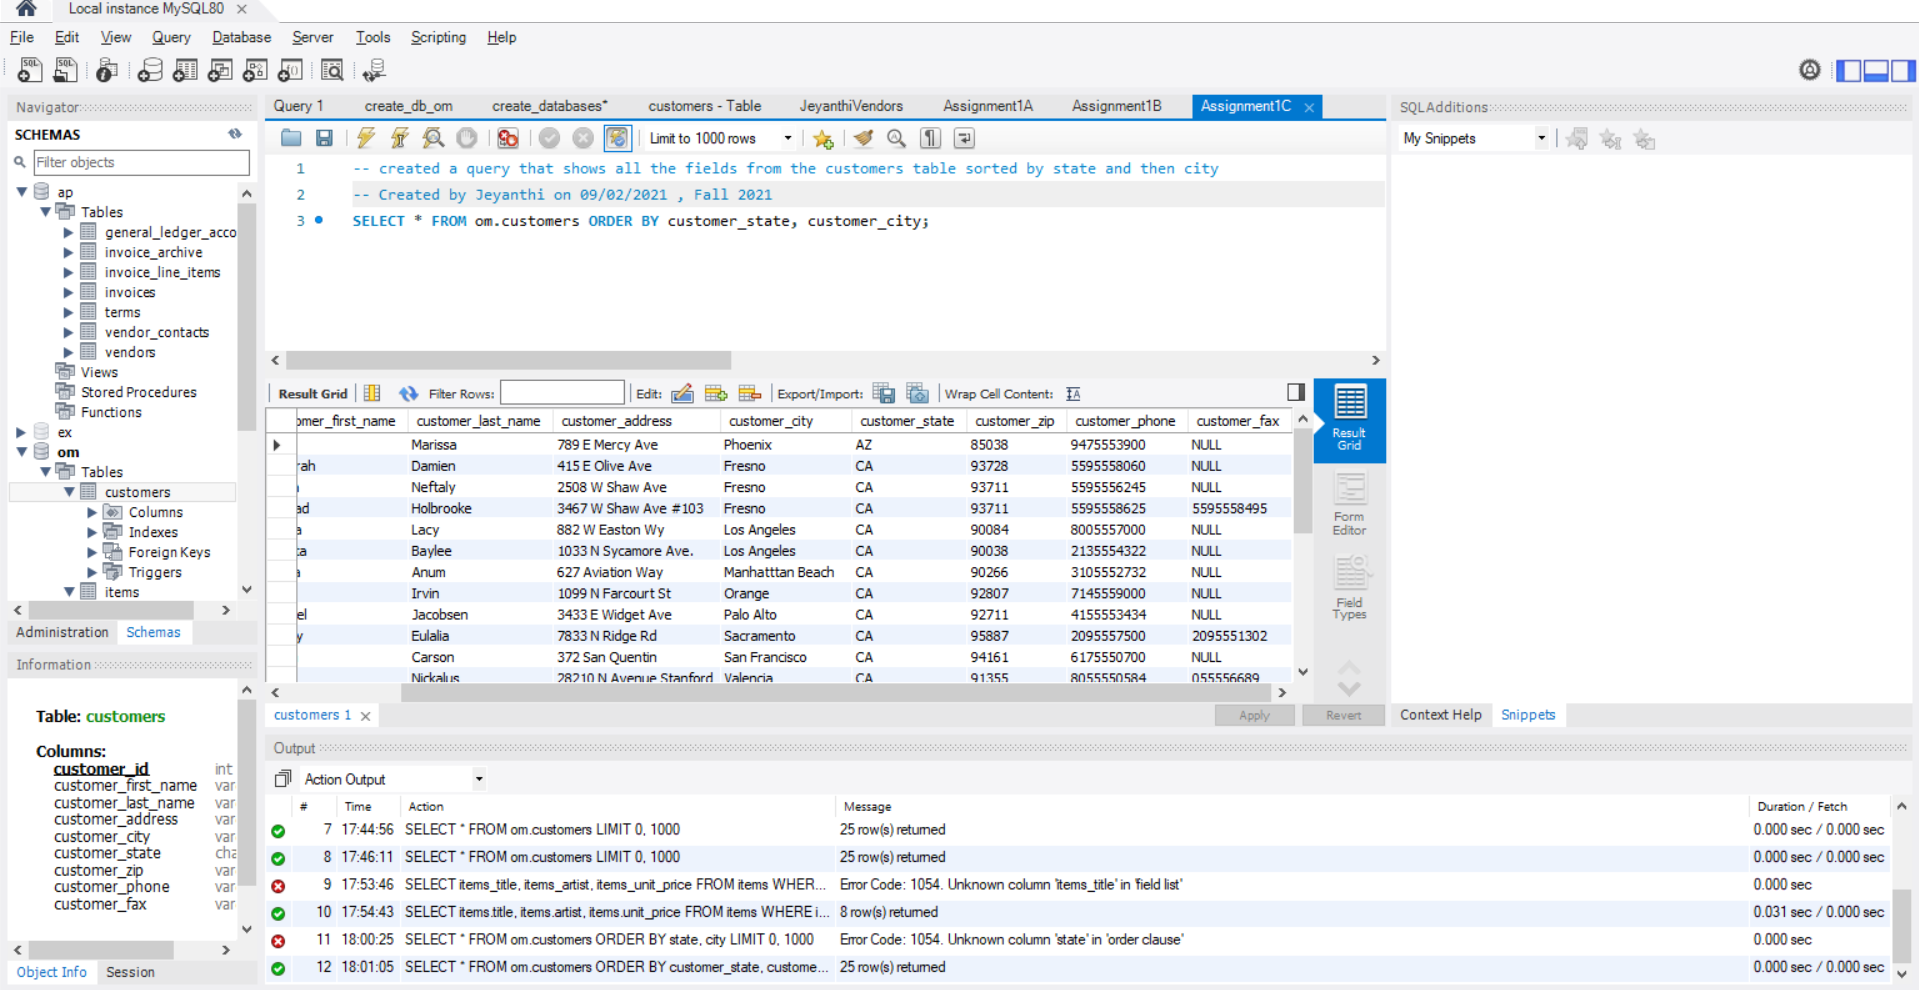 Local instance MySQL80 ×
File Edit View Query Database Server Tools Scripting Help
Navigator
SCHEMAS
Filter objects
ap
Tables
general_ledger_acco
invoice_archive
invoice_line_items
invoices
terms
vendor_contacts
vendors
Views
Stored Procedures
Functions
ex
om
Tables
customers
Columns
Indexes
Foreign Keys
Triggers
items
Administration Schemas
Information
Table: customers
Columns:
customer_id int
customer_first_name var
customer_last_name var
customer_address var
customer_city var
customer_state cha
customer_zip var
customer_phone var
customer_fax var
Object Info Session
Query 1 create_db_om create_databases* customers - Table JeyanthiVendors Assignment1A Assignment1B Assignment1C ×
Limit to 1000 rows
1 -- created a query that shows all the fields from the customers table sorted by state and then city
2 -- Created by Jeyanthi on 09/02/2021 , Fall 2021
3 SELECT * FROM om.customers ORDER BY customer_state, customer_city;
Result Grid Filter Rows: Edit: Export/Import: Wrap Cell Content: IA
omer_first_name customer_last_name customer_address customer_city customer_state customer_zip customer_phone customer_fax
Marissa 789 E Mercy Ave Phoenix AZ 85038 9475553900 NULL
rah Damien 415 E Olive Ave Fresno CA 93728 5595558060 NULL
Neftaly 2508 W Shaw Ave Fresno CA 93711 5595556245 NULL
ad Holbrooke 3467 W Shaw Ave #103 Fresno CA 93711 5595558625 5595558495
a Lacy 882 W Easton Wy Los Angeles CA 90084 8005557000 NULL
ta Baylee 1033 N Sycamore Ave. Los Angeles CA 90038 2135554322 NULL
a Anum 627 Aviation Way Manhatttan Beach CA 90266 3105552732 NULL
Irvin 1099 N Farcourt St Orange CA 92807 7145559000 NULL
el Jacobsen 3433 E Widget Ave Palo Alto CA 92711 4155553434 NULL
y Eulalia 7833 N Ridge Rd Sacramento CA 95887 2095557500 2095551302
Carson 372 San Quentin San Francisco CA 94161 6175550700 NULL
Nickalus 28210 N Avenue Stanford Valencia CA 91355 8055550584 055556689
Result Grid
Form Editor
Field Types
customers 1 × Apply Revert
SQLAdditions
My Snippets
Context Help Snippets
Output
Action Output
# Time Action Message Duration / Fetch
7 17:44:56 SELECT * FROM om.customers LIMIT 0, 1000 25 row(s) returned 0.000 sec / 0.000 sec
8 17:46:11 SELECT * FROM om.customers LIMIT 0, 1000 25 row(s) returned 0.000 sec / 0.000 sec
9 17:53:46 SELECT items_title, items_artist, items_unit_price FROM items WHER... Error Code: 1054. Unknown column 'items_title' in 'field list' 0.000 sec
10 17:54:43 SELECT items.title, items.artist, items.unit_price FROM items WHERE i... 8 row(s) returned 0.031 sec / 0.000 sec
11 18:00:25 SELECT * FROM om.customers ORDER BY state, city LIMIT 0, 1000 Error Code: 1054. Unknown column 'state' in 'order clause' 0.000 sec
12 18:01:05 SELECT * FROM om.customers ORDER BY customer_state, custome... 25 row(s) returned 0.000 sec / 0.000 sec